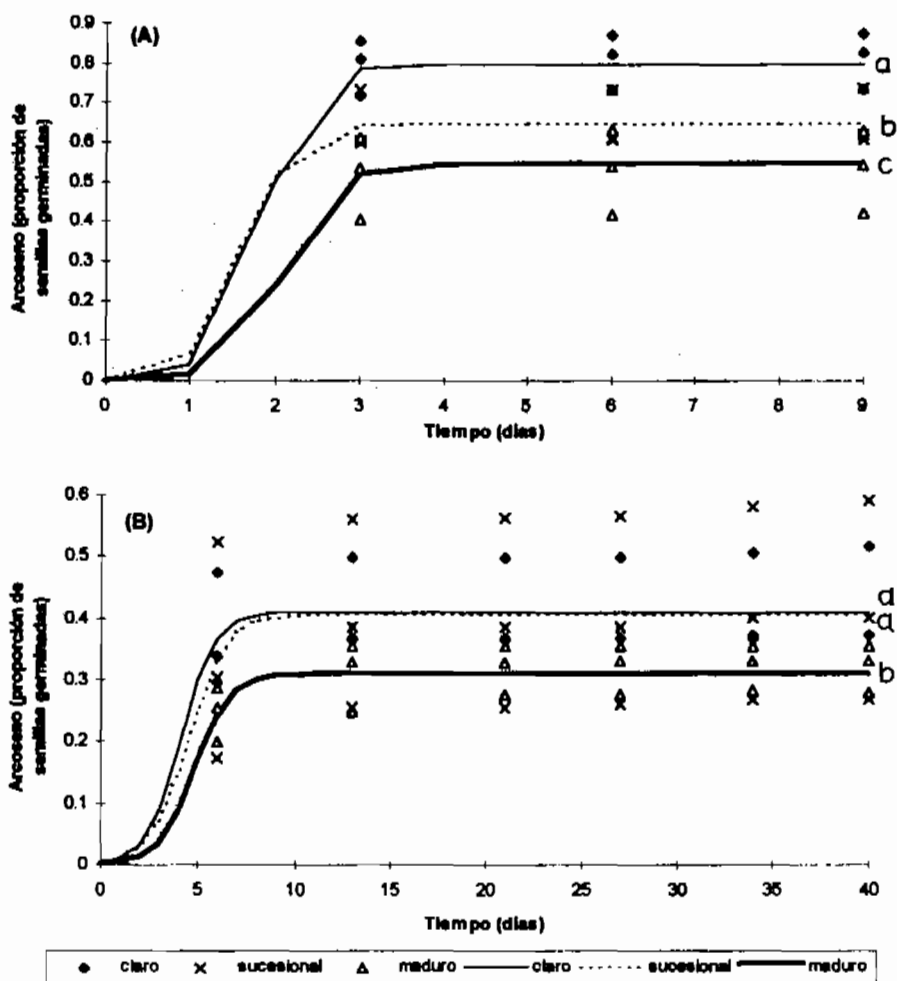 (A)
Arcoseno (proporción de
semillas germinadas)
0.9
0.8
0.7
0.6
0.5
0.4
0.3
0.2
0.1
0
a
b
c
0 1 2 3 4 5 6 7 8 9
Tiempo (días)
(B)
Arcoseno (proporción de
semillas germinadas)
0.6
0.5
0.4
0.3
0.2
0.1
0
a
a
b
0 5 10 15 20 25 30 35 40
Tiempo (días)
claro sucesional maduro claro sucesional maduro